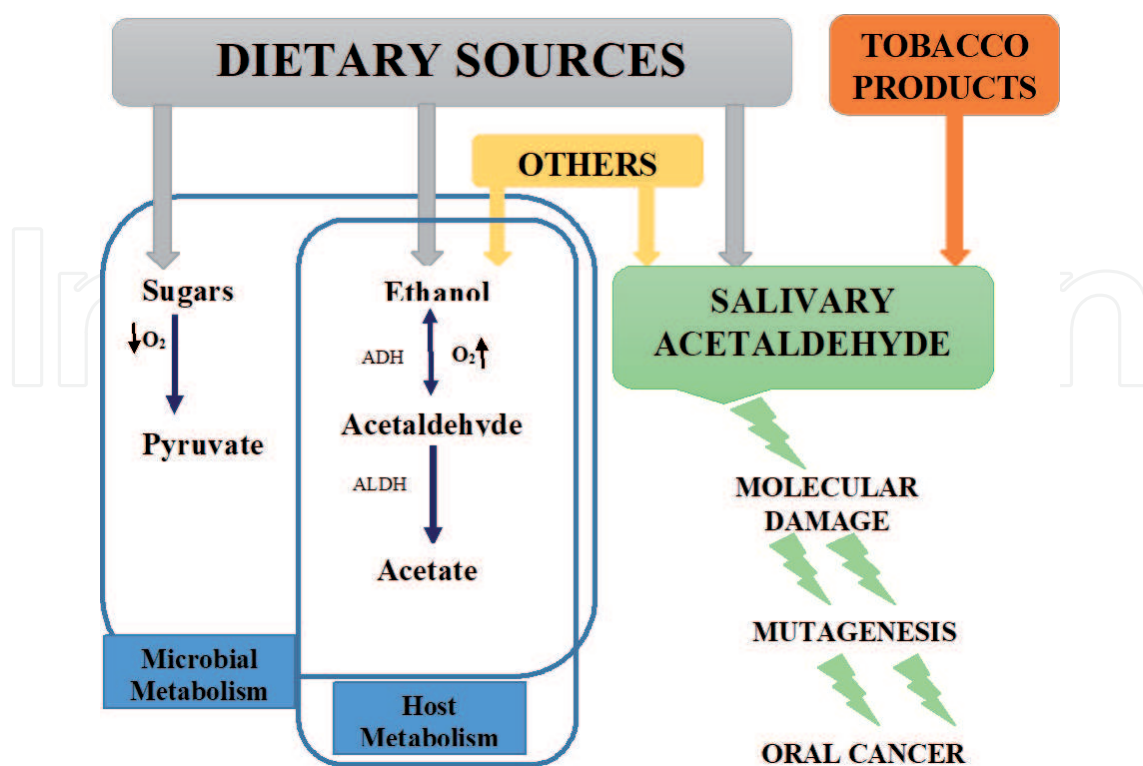 DIETARY SOURCES
TOBACCO
PRODUCTS
OTHERS
Sugars
O2
Pyruvate
Ethanol
ADH
O2
Acetaldehyde
ALDH
Acetate
SALIVARY
ACETALDEHYDE
MOLECULAR
DAMAGE
MUTAGENESIS
ORAL CANCER
Microbial
Metabolism
Host
Metabolism